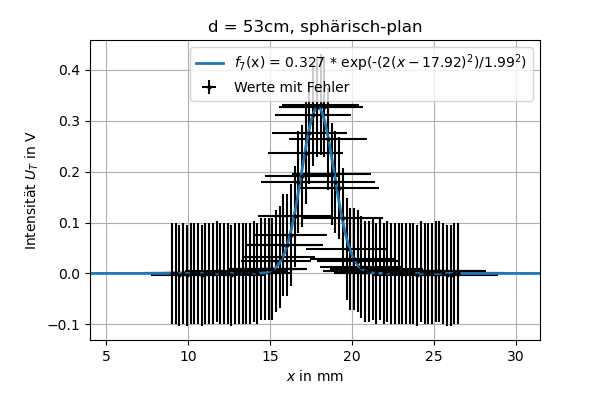 d = 53cm, sphärisch-plan
f₇(x) = 0.327 * exp(-(2(x − 17.92)²)/1.99²)
Werte mit Fehler
Intensität U_T in V
0.4
0.3
0.2
0.1
0.0
−0.1
5 10 15 20 25 30
x in mm